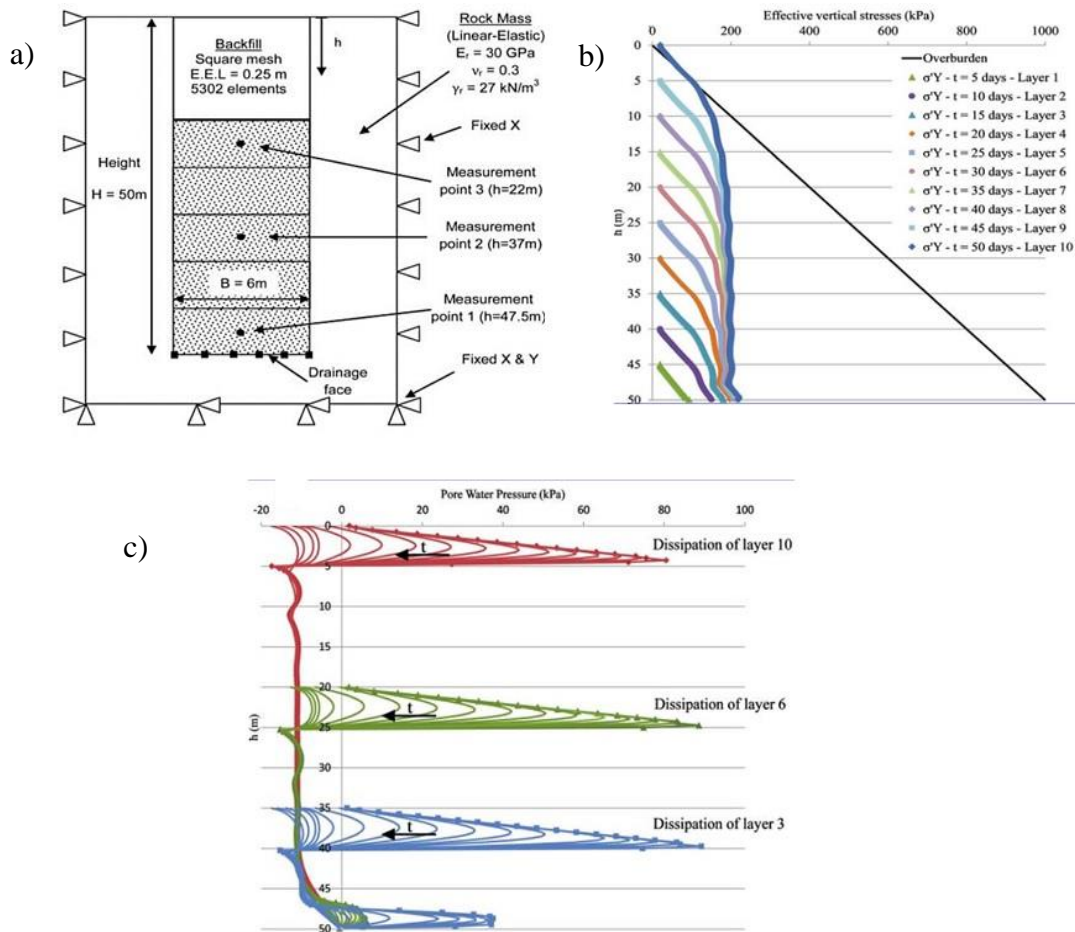 a)
Backfill
Square mesh
E.E.L = 0.25 m
5302 elements
h
Rock Mass
(Linear-Elastic)
Er = 30 GPa
νr = 0.3
γr = 27 kN/m³
Fixed X
Height
H = 50m
Measurement
point 3 (h=22m)
Measurement
point 2 (h=37m)
B = 6m
Measurement
point 1 (h=47.5m)
Drainage
face
Fixed X & Y
b)
Effective vertical stresses (kPa)
0 200 400 600 800 1000
0
5
10
15
20
25
30
35
40
45
50
h (m)
Overburden
σ'Y - t = 5 days - Layer 1
σ'Y - t = 10 days - Layer 2
σ'Y - t = 15 days - Layer 3
σ'Y - t = 20 days - Layer 4
σ'Y - t = 25 days - Layer 5
σ'Y - t = 30 days - Layer 6
σ'Y - t = 35 days - Layer 7
σ'Y - t = 40 days - Layer 8
σ'Y - t = 45 days - Layer 9
σ'Y - t = 50 days - Layer 10
c)
Pore Water Pressure (kPa)
-20 0 20 40 60 80 100
0
5
10
15
20
25
30
35
40
45
50
h (m)
t
Dissipation of layer 10
t
Dissipation of layer 6
t
Dissipation of layer 3